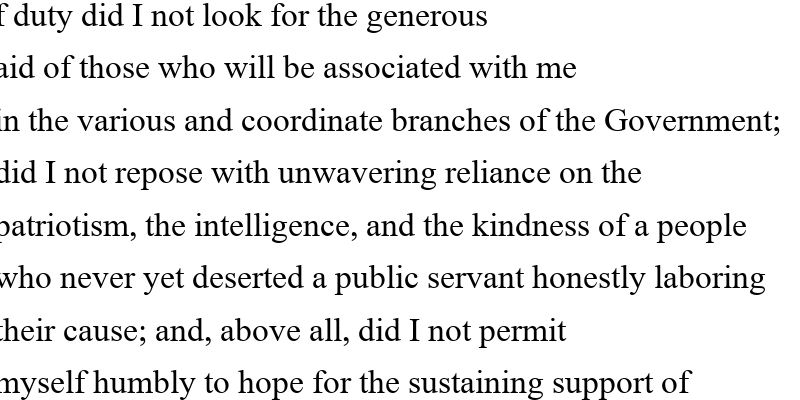 f duty did I not look for the generous
aid of those who will be associated with me
in the various and coordinate branches of the Government;
did I not repose with unwavering reliance on the
patriotism, the intelligence, and the kindness of a people
who never yet deserted a public servant honestly laboring
their cause; and, above all, did I not permit
myself humbly to hope for the sustaining support of